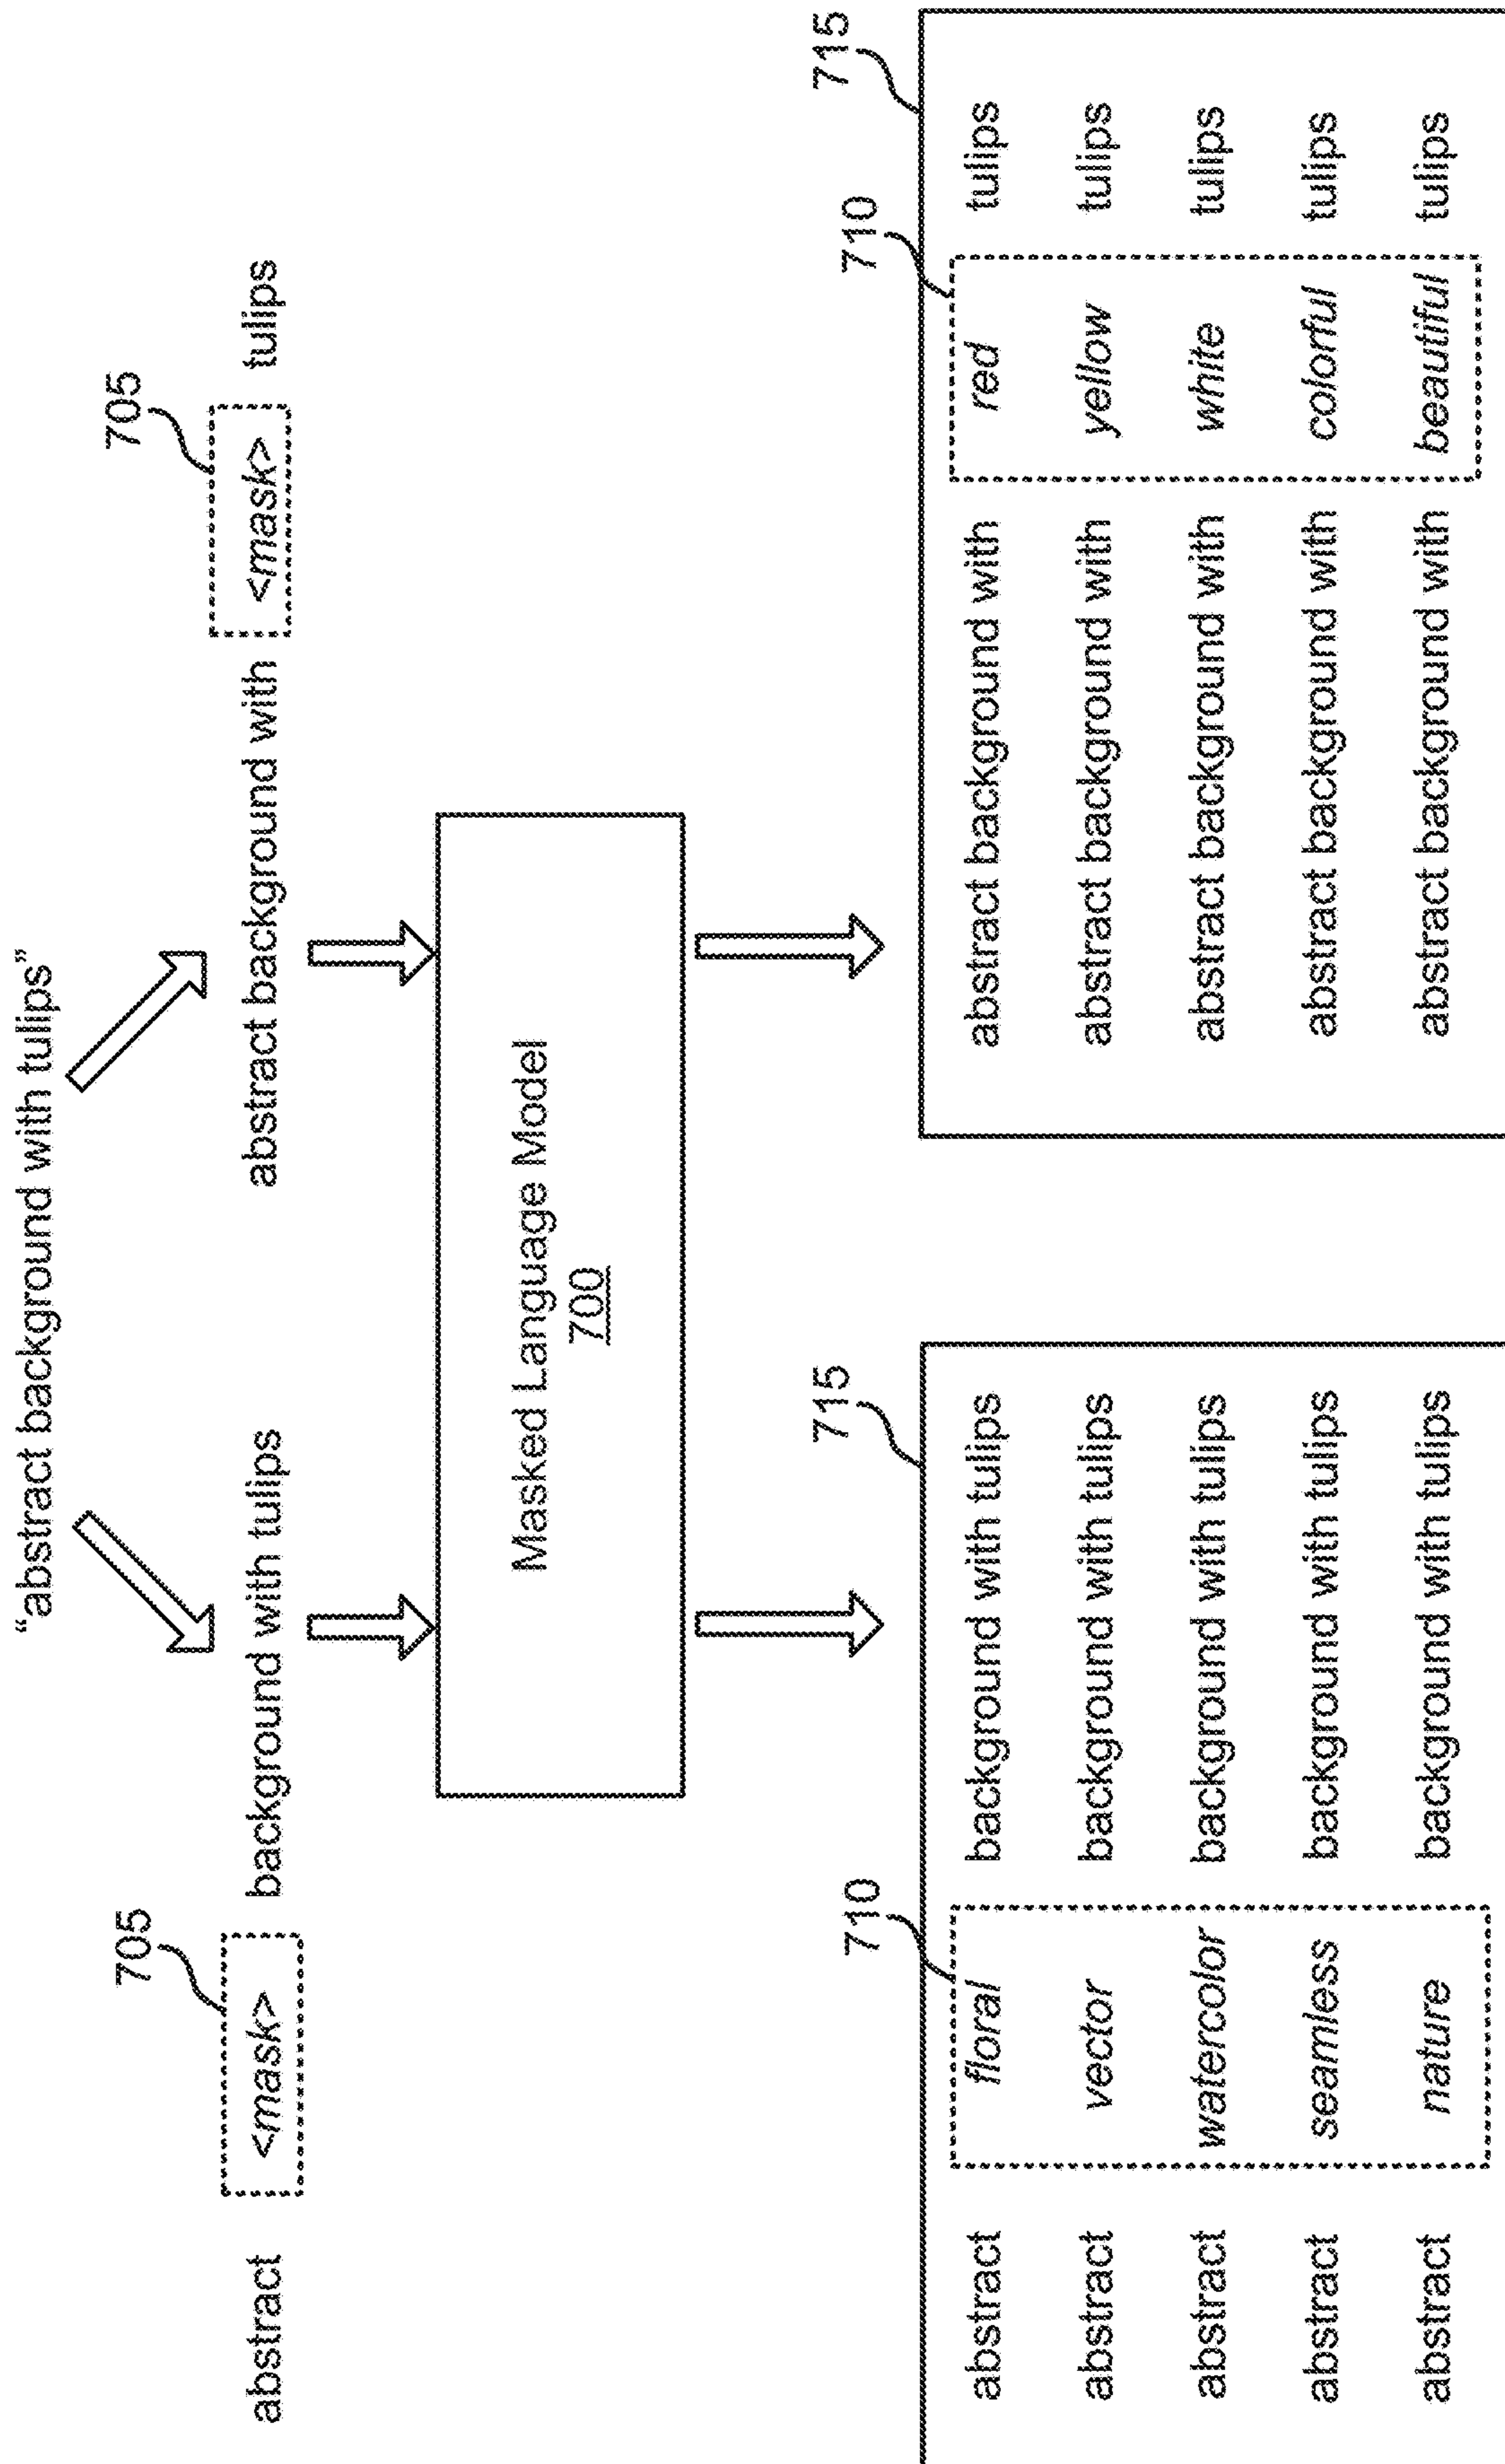 “abstract background with tulips”
705
705
abstract <mask> background with tulips
abstract background with <mask> tulips
Masked Language Model
700
710
715
abstract floral background with tulips
abstract vector background with tulips
abstract watercolor background with tulips
abstract seamless background with tulips
abstract nature background with tulips
710
715
abstract background with red tulips
abstract background with yellow tulips
abstract background with white tulips
abstract background with colorful tulips
abstract background with beautiful tulips